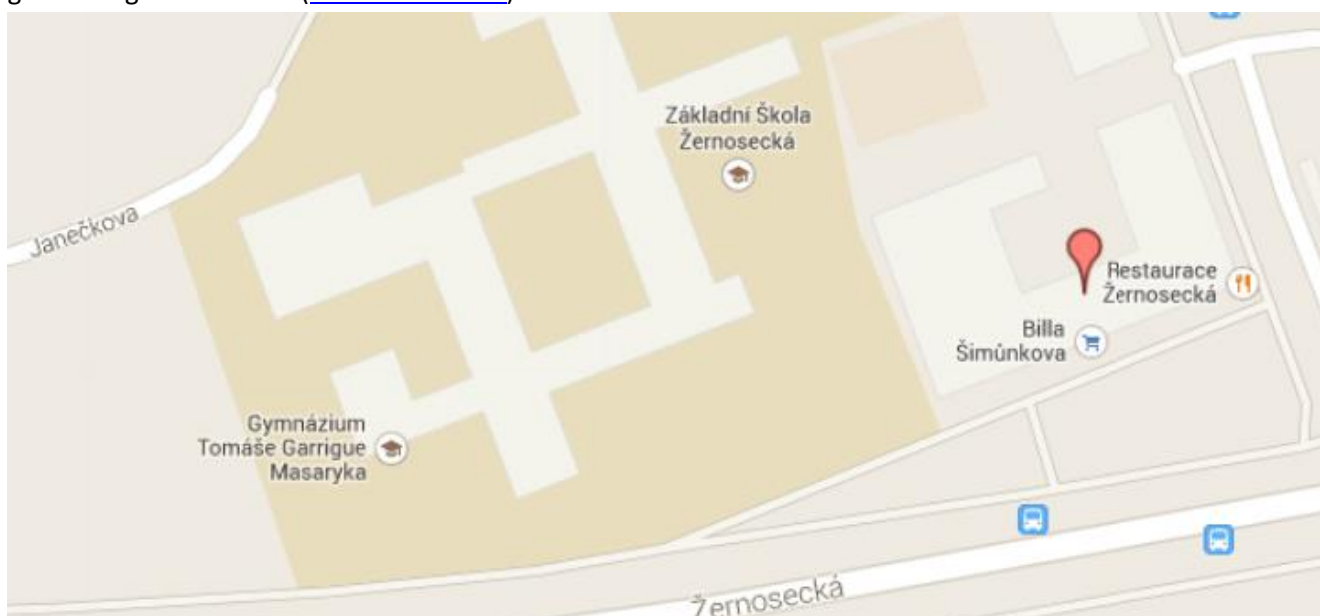 Základní Škola
Žernosecká
Janečkova
Restaurace
Žernosecká
Billa
Šimůnkova
Gymnázium
Tomáše Garrigue
Masaryka
Žernosecká